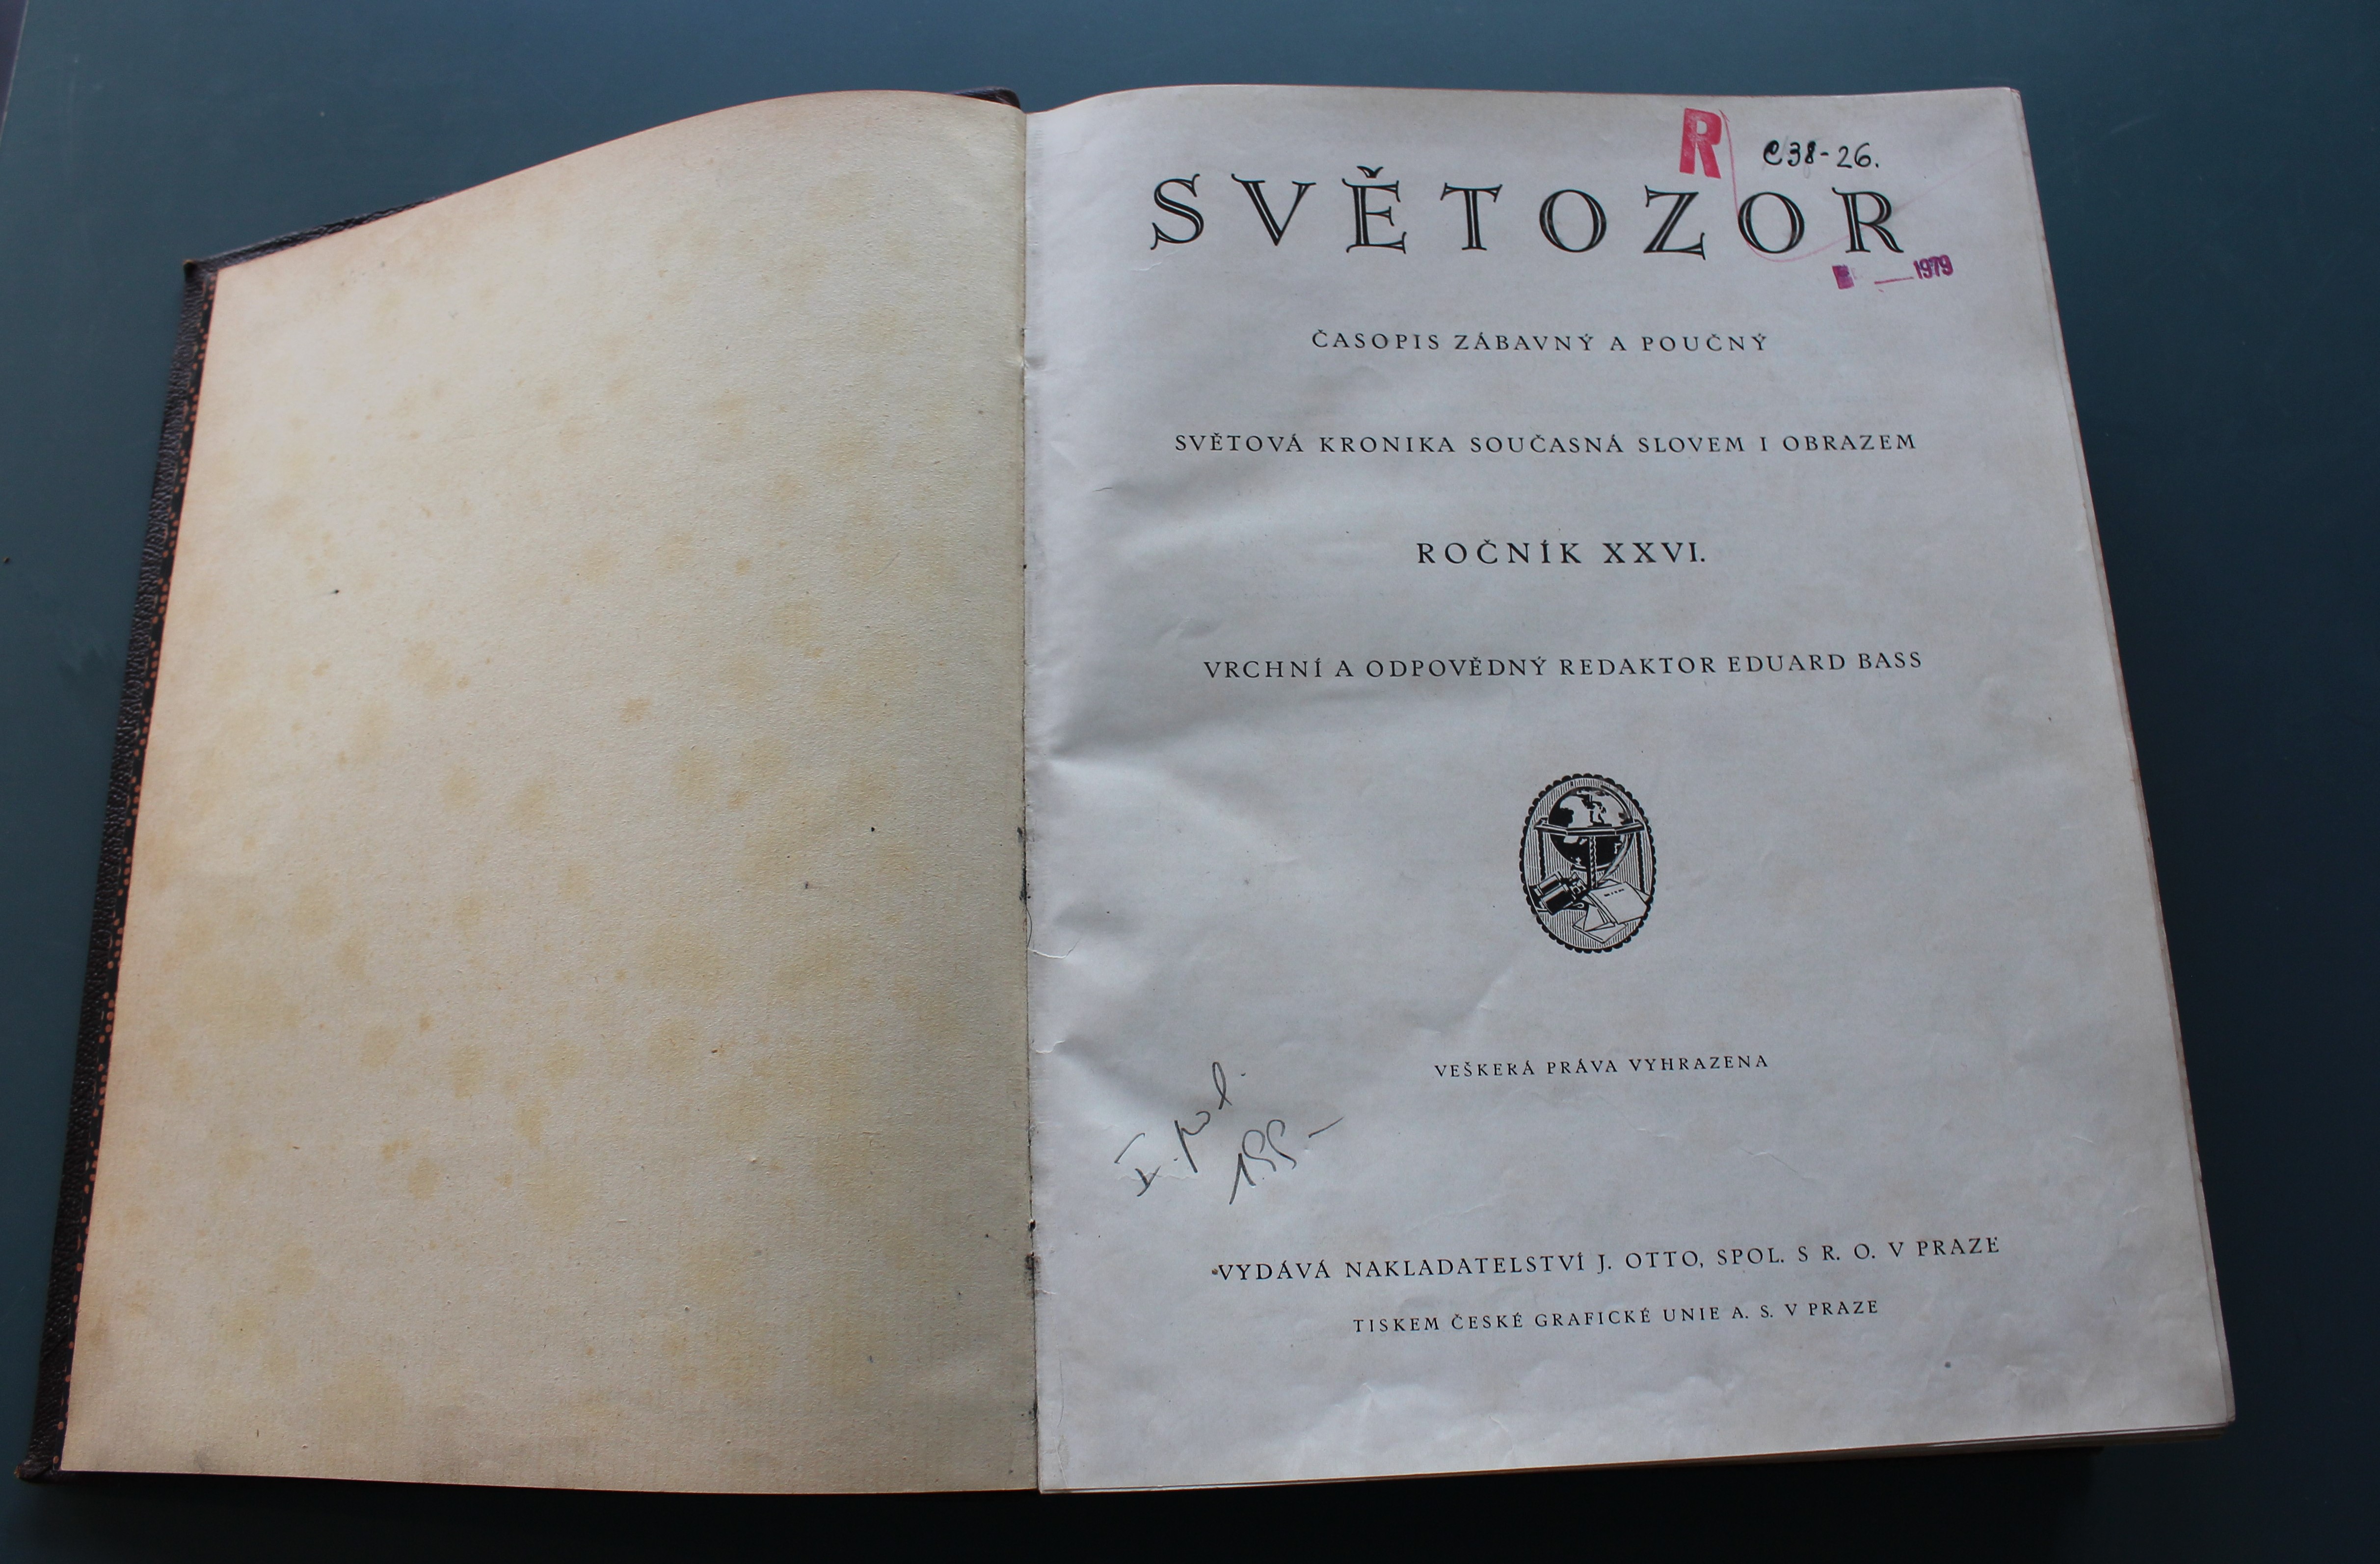 R
C38-26.
SVĚTOZOR
1979
ČASOPIS ZÁBAVNÝ A POUČNÝ
SVĚTOVÁ KRONIKA SOUČASNÁ SLOVEM I OBRAZEM
ROČNÍK XXVI.
VRCHNÍ A ODPOVĚDNÝ REDAKTOR EDUARD BASS
VEŠKERÁ PRÁVA VYHRAZENA
VYDÁVÁ NAKLADATELSTVÍ J. OTTO, SPOL. S R. O. V PRAZE
TISKEM ČESKÉ GRAFICKÉ UNIE A. S. V PRAZE